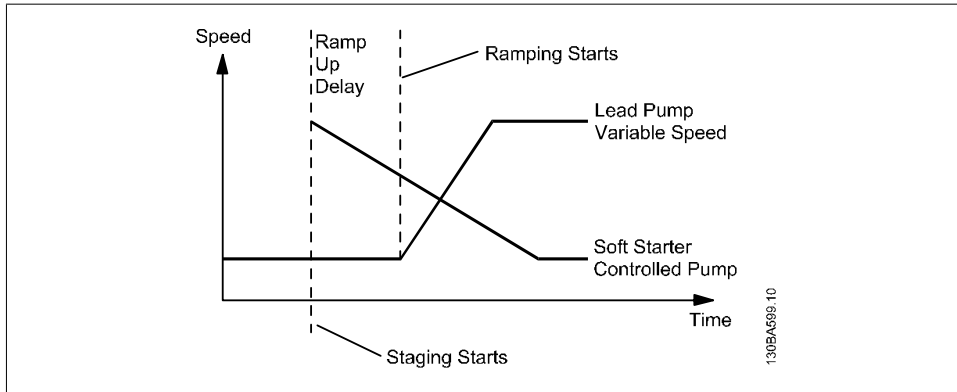 Speed
Ramp
Up
Delay
Ramping Starts
Lead Pump
Variable Speed
Soft Starter
Controlled Pump
Time
Staging Starts
130BA599.10